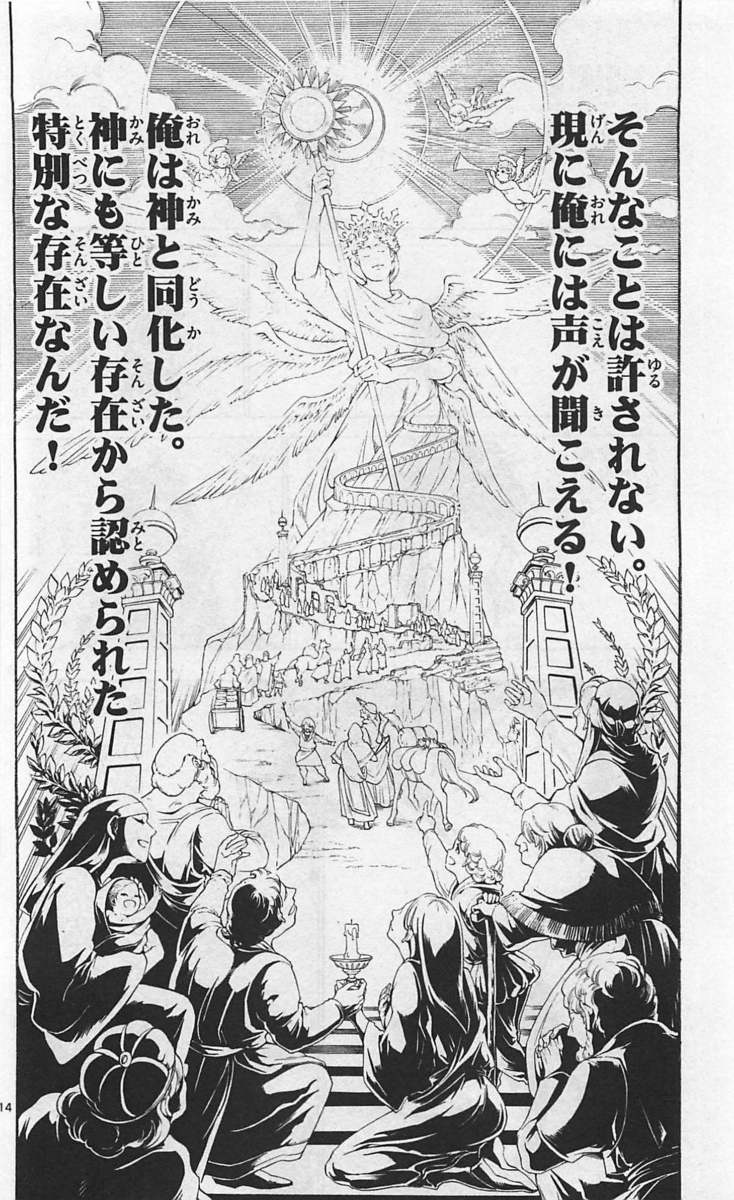 そんなことは許されない。
現に俺には声が聞こえる！
俺は神と同化した。
神にも等しい存在から認められた
特別な存在なんだ！
14